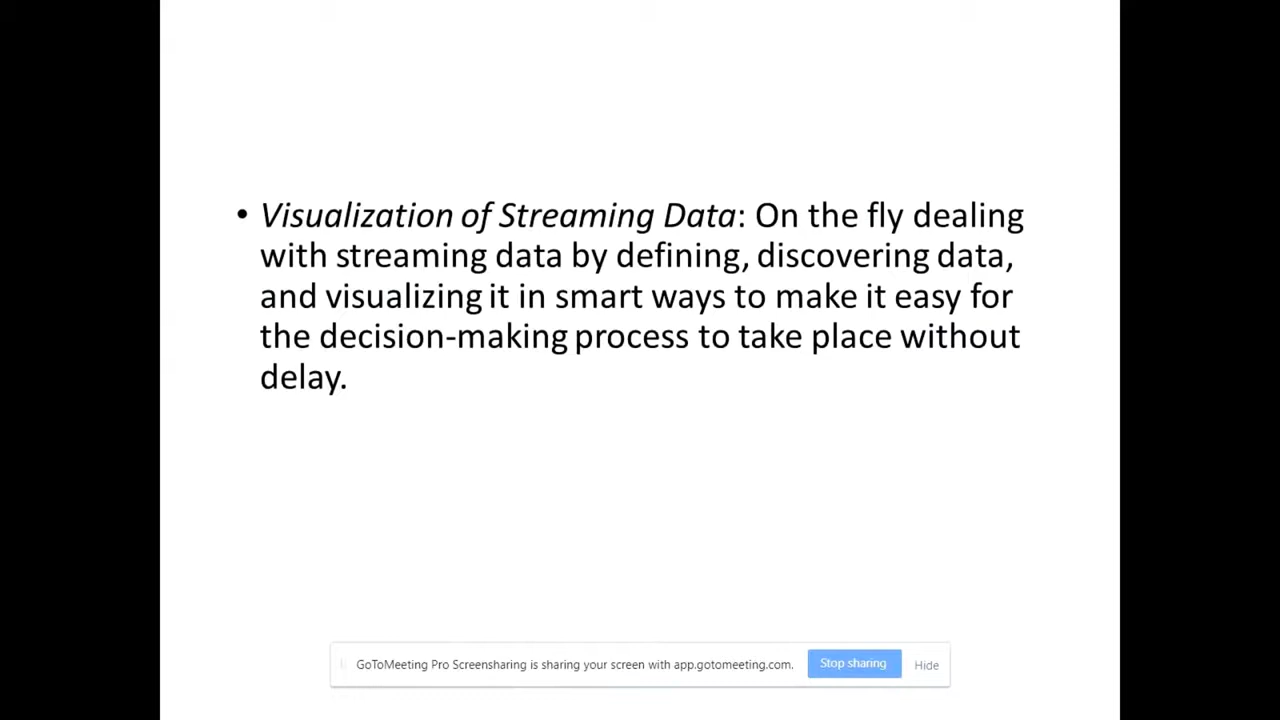 • Visualization of Streaming Data: On the fly dealing
with streaming data by defining, discovering data,
and visualizing it in smart ways to make it easy for
the decision-making process to take place without
delay.
GoToMeeting Pro Screensharing is sharing your screen with app.gotomeeting.com. Stop sharing Hide